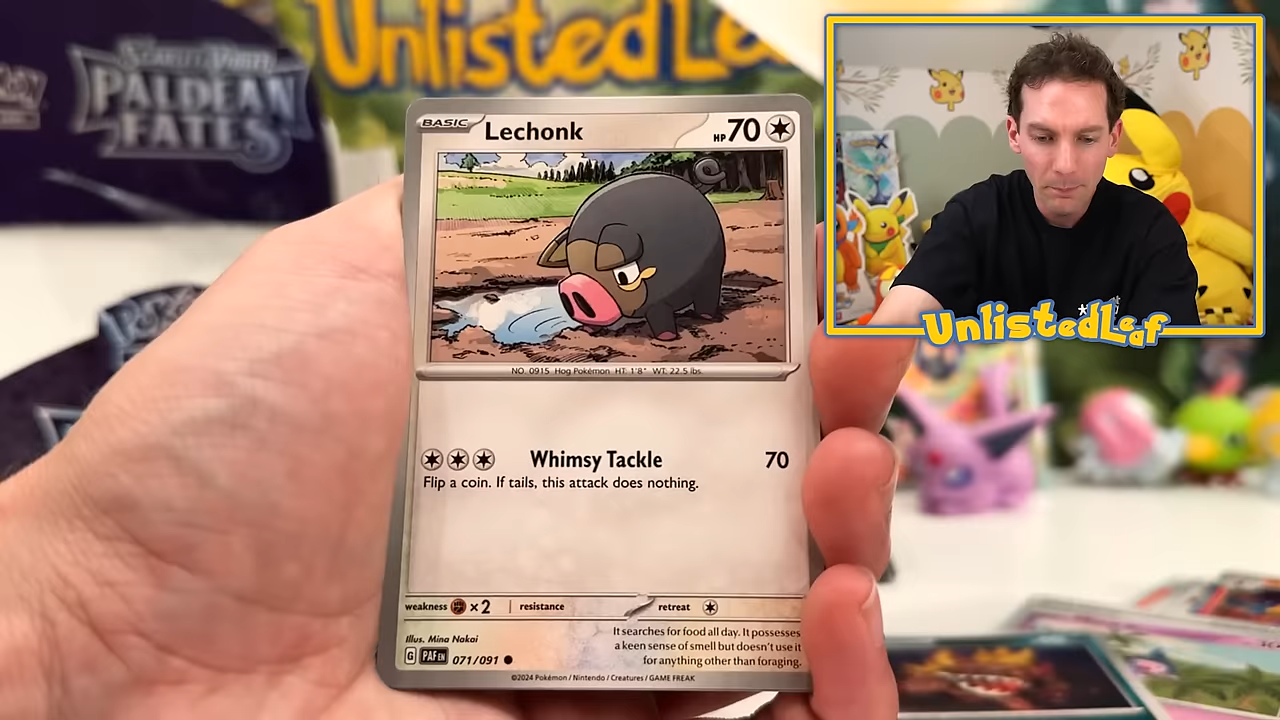 UnlistedLeaf
SCARLET & VIOLET
PALDEAN
FATES
BASIC
Lechonk
HP 70
NO. 0915 Hog Pokémon HT: 1'8" WT: 22.5 lbs.
Whimsy Tackle 70
Flip a coin. If tails, this attack does nothing.
weakness ×2 resistance retreat
Illus. Mina Nakai
It searches for food all day. It possesses
a keen sense of smell but doesn't use it
for anything other than foraging.
G PAF EN 071/091
©2024 Pokémon / Nintendo / Creatures / GAME FREAK
UnlistedLeaf